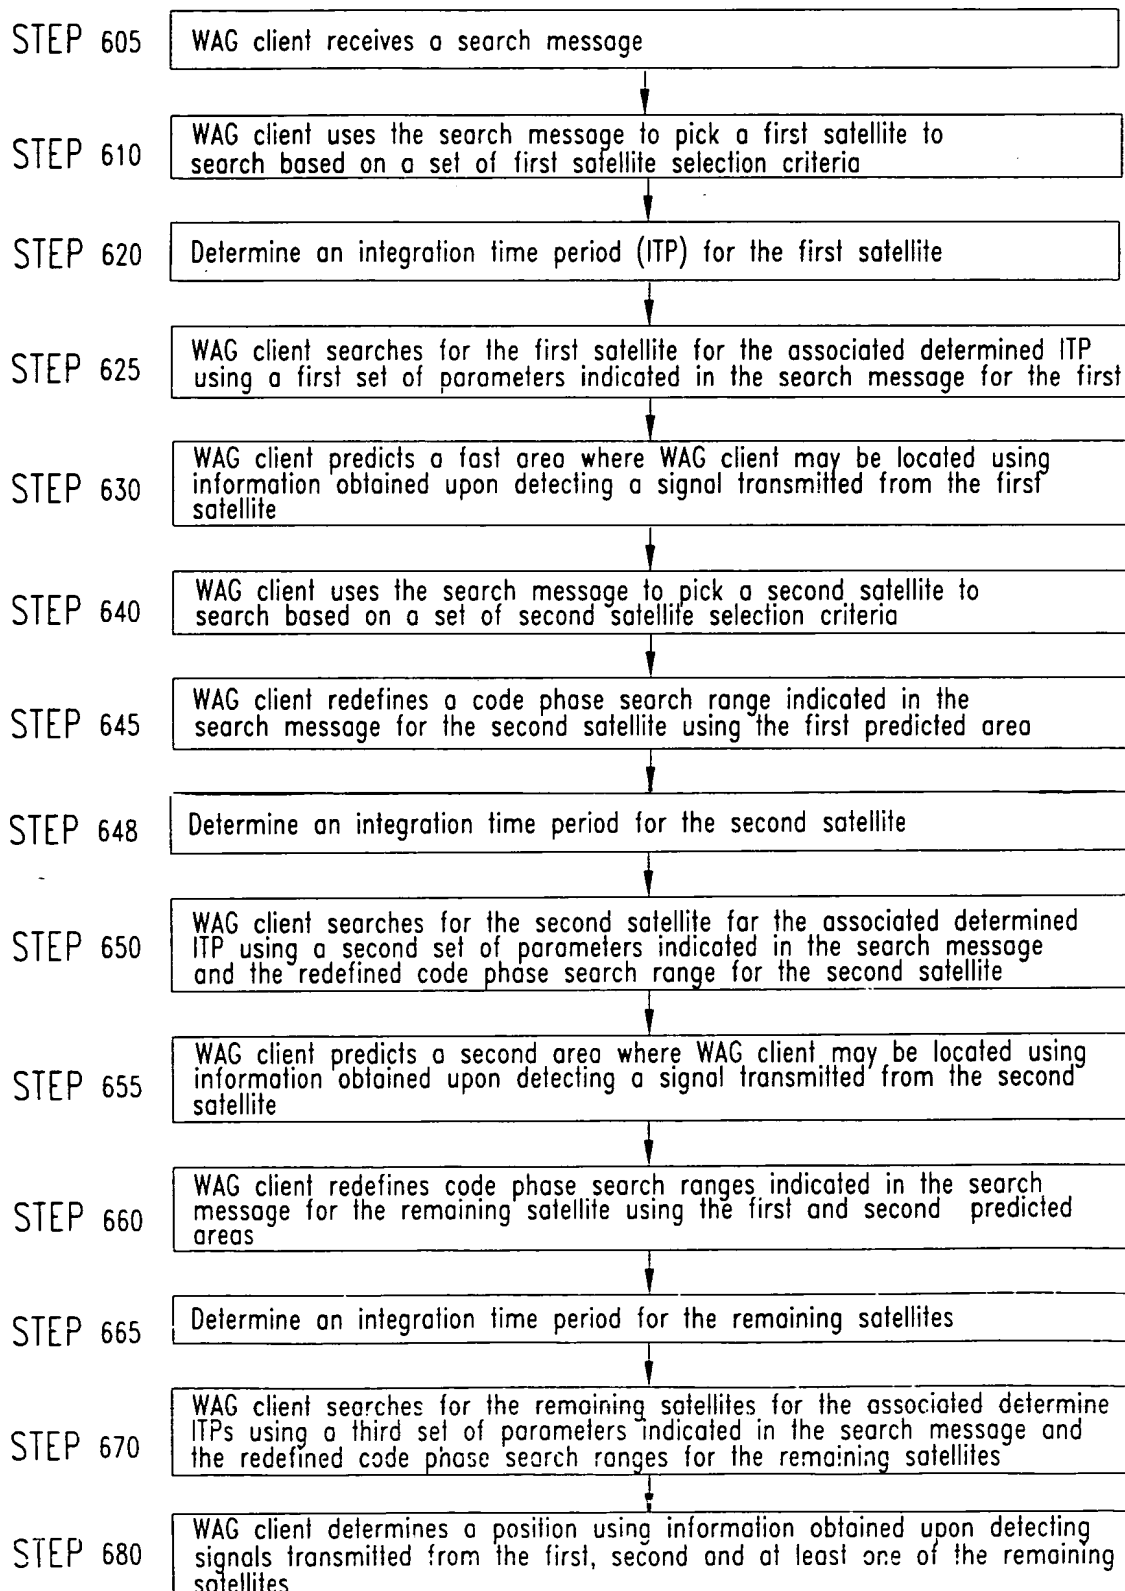 STEP 605
WAG client receives a search message
STEP 610
WAG client uses the search message to pick a first satellite to
search based on a set of first satellite selection criteria
STEP 620
Determine an integration time period (ITP) for the first satellite
STEP 625
WAG client searches for the first satellite for the associated determined ITP
using a first set of parameters indicated in the search message for the first
STEP 630
WAG client predicts a fast area where WAG client may be located using
information obtained upon detecting a signal transmitted from the first
satellite
STEP 640
WAG client uses the search message to pick a second satellite to
search based on a set of second satellite selection criteria
STEP 645
WAG client redefines a code phase search range indicated in the
search message for the second satellite using the first predicted area
STEP 648
Determine an integration time period for the second satellite
STEP 650
WAG client searches for the second satellite far the associated determined
ITP using a second set of parameters indicated in the search message
and the redefined code phase search range for the second satellite
STEP 655
WAG client predicts a second area where WAG client may be located using
information obtained upon detecting a signal transmitted from the second
satellite
STEP 660
WAG client redefines code phase search ranges indicated in the search
message for the remaining satellite using the first and second predicted
areas
STEP 665
Determine an integration time period for the remaining satellites
STEP 670
WAG client searches for the remaining satellites for the associated determine
ITPs using a third set of parameters indicated in the search message and
the redefined code phase search ranges for the remaining satellites
STEP 680
WAG client determines a position using information obtained upon detecting
signals transmitted from the first, second and at least one of the remaining
satellites